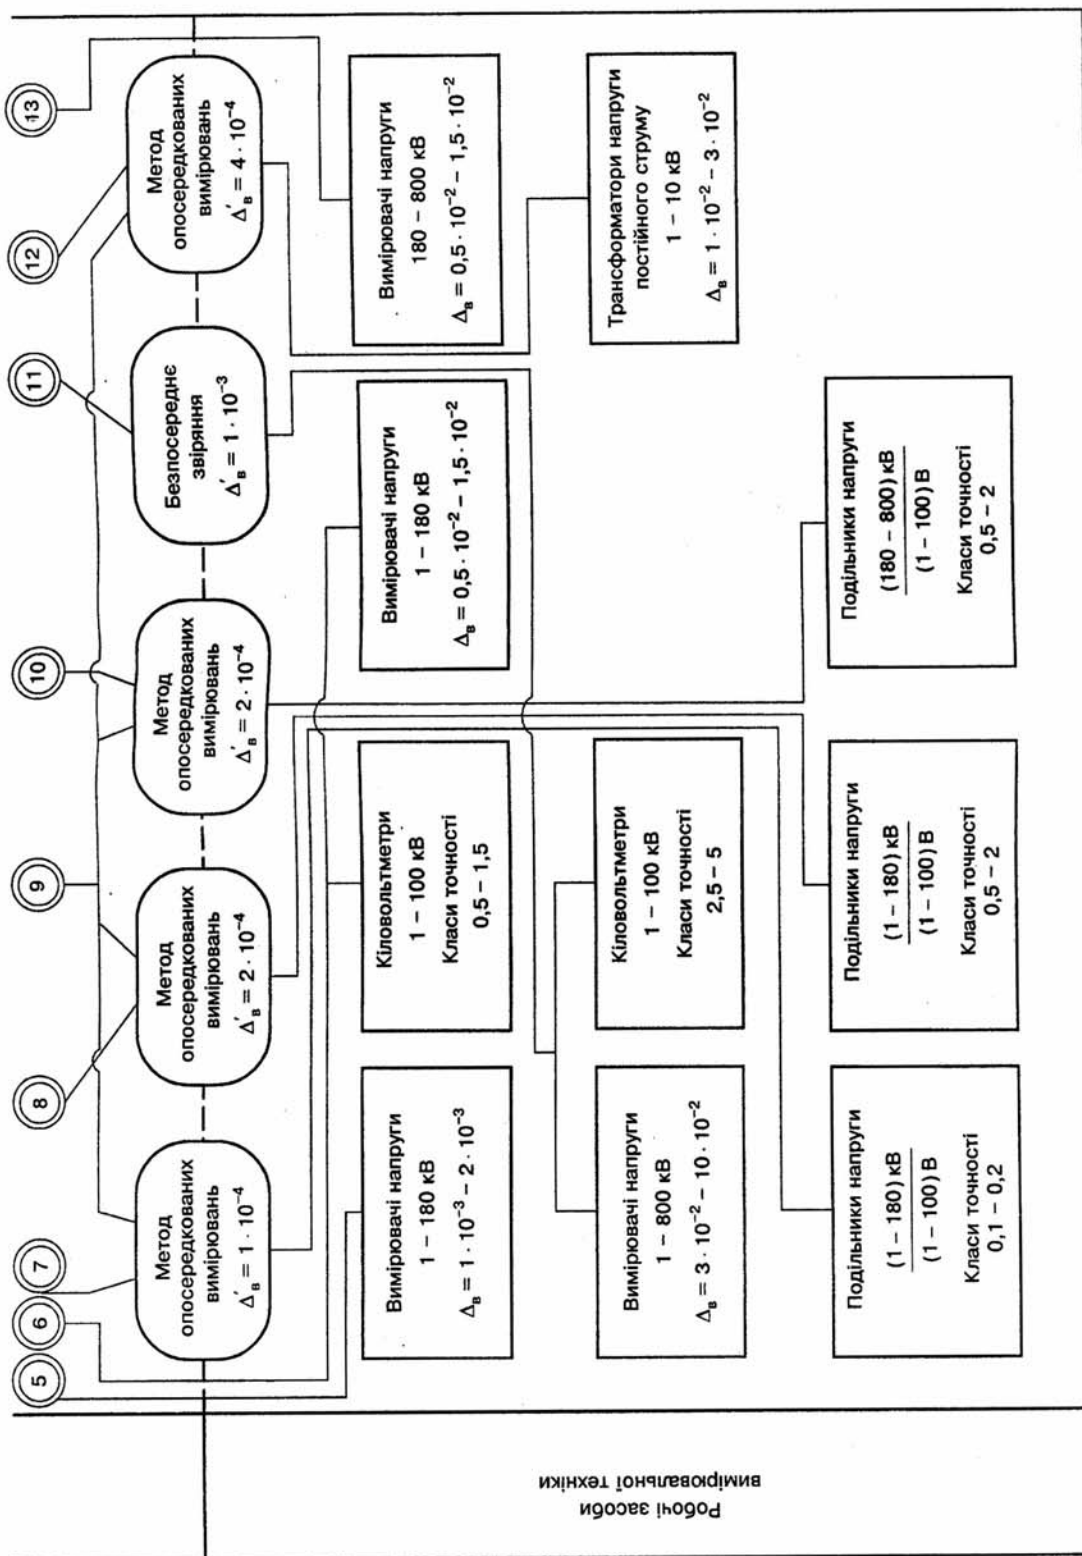 5
6
7
8
9
10
11
12
13
Метод
опосередкованих
вимірювань
Δ′в = 1 · 10⁻⁴
Метод
опосередкованих
вимірювань
Δ′в = 2 · 10⁻⁴
Метод
опосередкованих
вимірювань
Δ′в = 2 · 10⁻⁴
Безпосереднє
звіряння
Δ′в = 1 · 10⁻³
Метод
опосередкованих
вимірювань
Δ′в = 4 · 10⁻⁴
Робочі засоби
вимірювальної техніки
Вимірювачі напруги
1 – 180 кВ
Δв = 1 · 10⁻³ – 2 · 10⁻³
Кіловольтметри
1 – 100 кВ
Класи точності
0,5 – 1,5
Вимірювачі напруги
1 – 180 кВ
Δв = 0,5 · 10⁻² – 1,5 · 10⁻²
Вимірювачі напруги
180 – 800 кВ
Δв = 0,5 · 10⁻² – 1,5 · 10⁻²
Вимірювачі напруги
1 – 800 кВ
Δв = 3 · 10⁻² – 10 · 10⁻²
Кіловольтметри
1 – 100 кВ
Класи точності
2,5 – 5
Трансформатори напруги
постійного струму
1 – 10 кВ
Δв = 1 · 10⁻² – 3 · 10⁻²
Подільники напруги
(1 – 180) кВ
(1 – 100) В
Класи точності
0,1 – 0,2
Подільники напруги
(1 – 180) кВ
(1 – 100) В
Класи точності
0,5 – 2
Подільники напруги
(180 – 800) кВ
(1 – 100) В
Класи точності
0,5 – 2